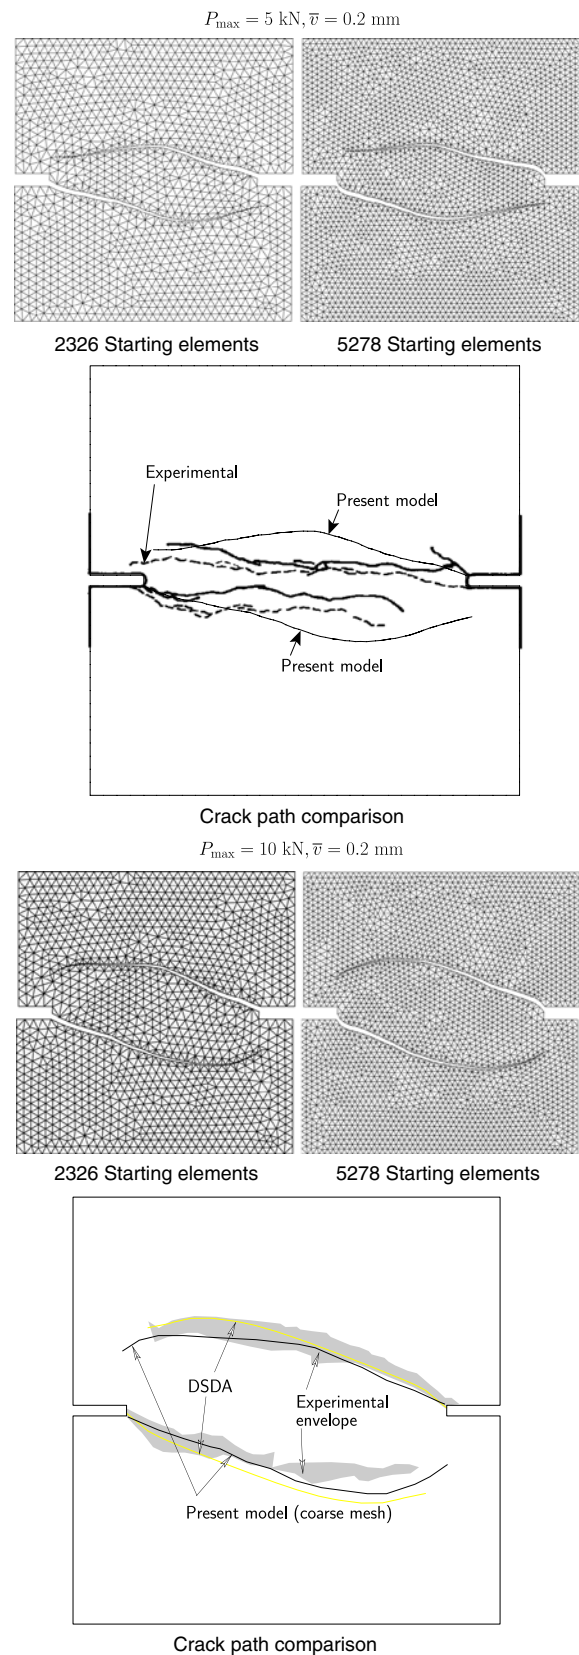 P_max = 5 kN, v̅ = 0.2 mm
2326 Starting elements
5278 Starting elements
Experimental
Present model
Present model
Crack path comparison
P_max = 10 kN, v̅ = 0.2 mm
2326 Starting elements
5278 Starting elements
DSDA
Experimental
envelope
Present model (coarse mesh)
Crack path comparison